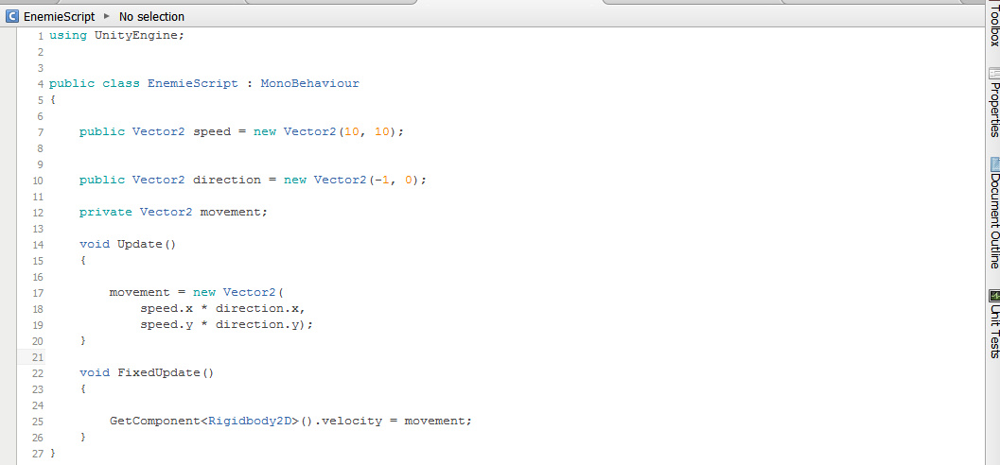 EnemieScript ▸ No selection
1 using UnityEngine;
2
3
4 public class EnemieScript : MonoBehaviour
5 {
6
7     public Vector2 speed = new Vector2(10, 10);
8
9
10     public Vector2 direction = new Vector2(-1, 0);
11
12     private Vector2 movement;
13
14     void Update()
15     {
16
17         movement = new Vector2(
18             speed.x * direction.x,
19             speed.y * direction.y);
20     }
21
22     void FixedUpdate()
23     {
24
25         GetComponent<Rigidbody2D>().velocity = movement;
26     }
27 }
Toolbox
Properties
Document Outline
Unit Tests